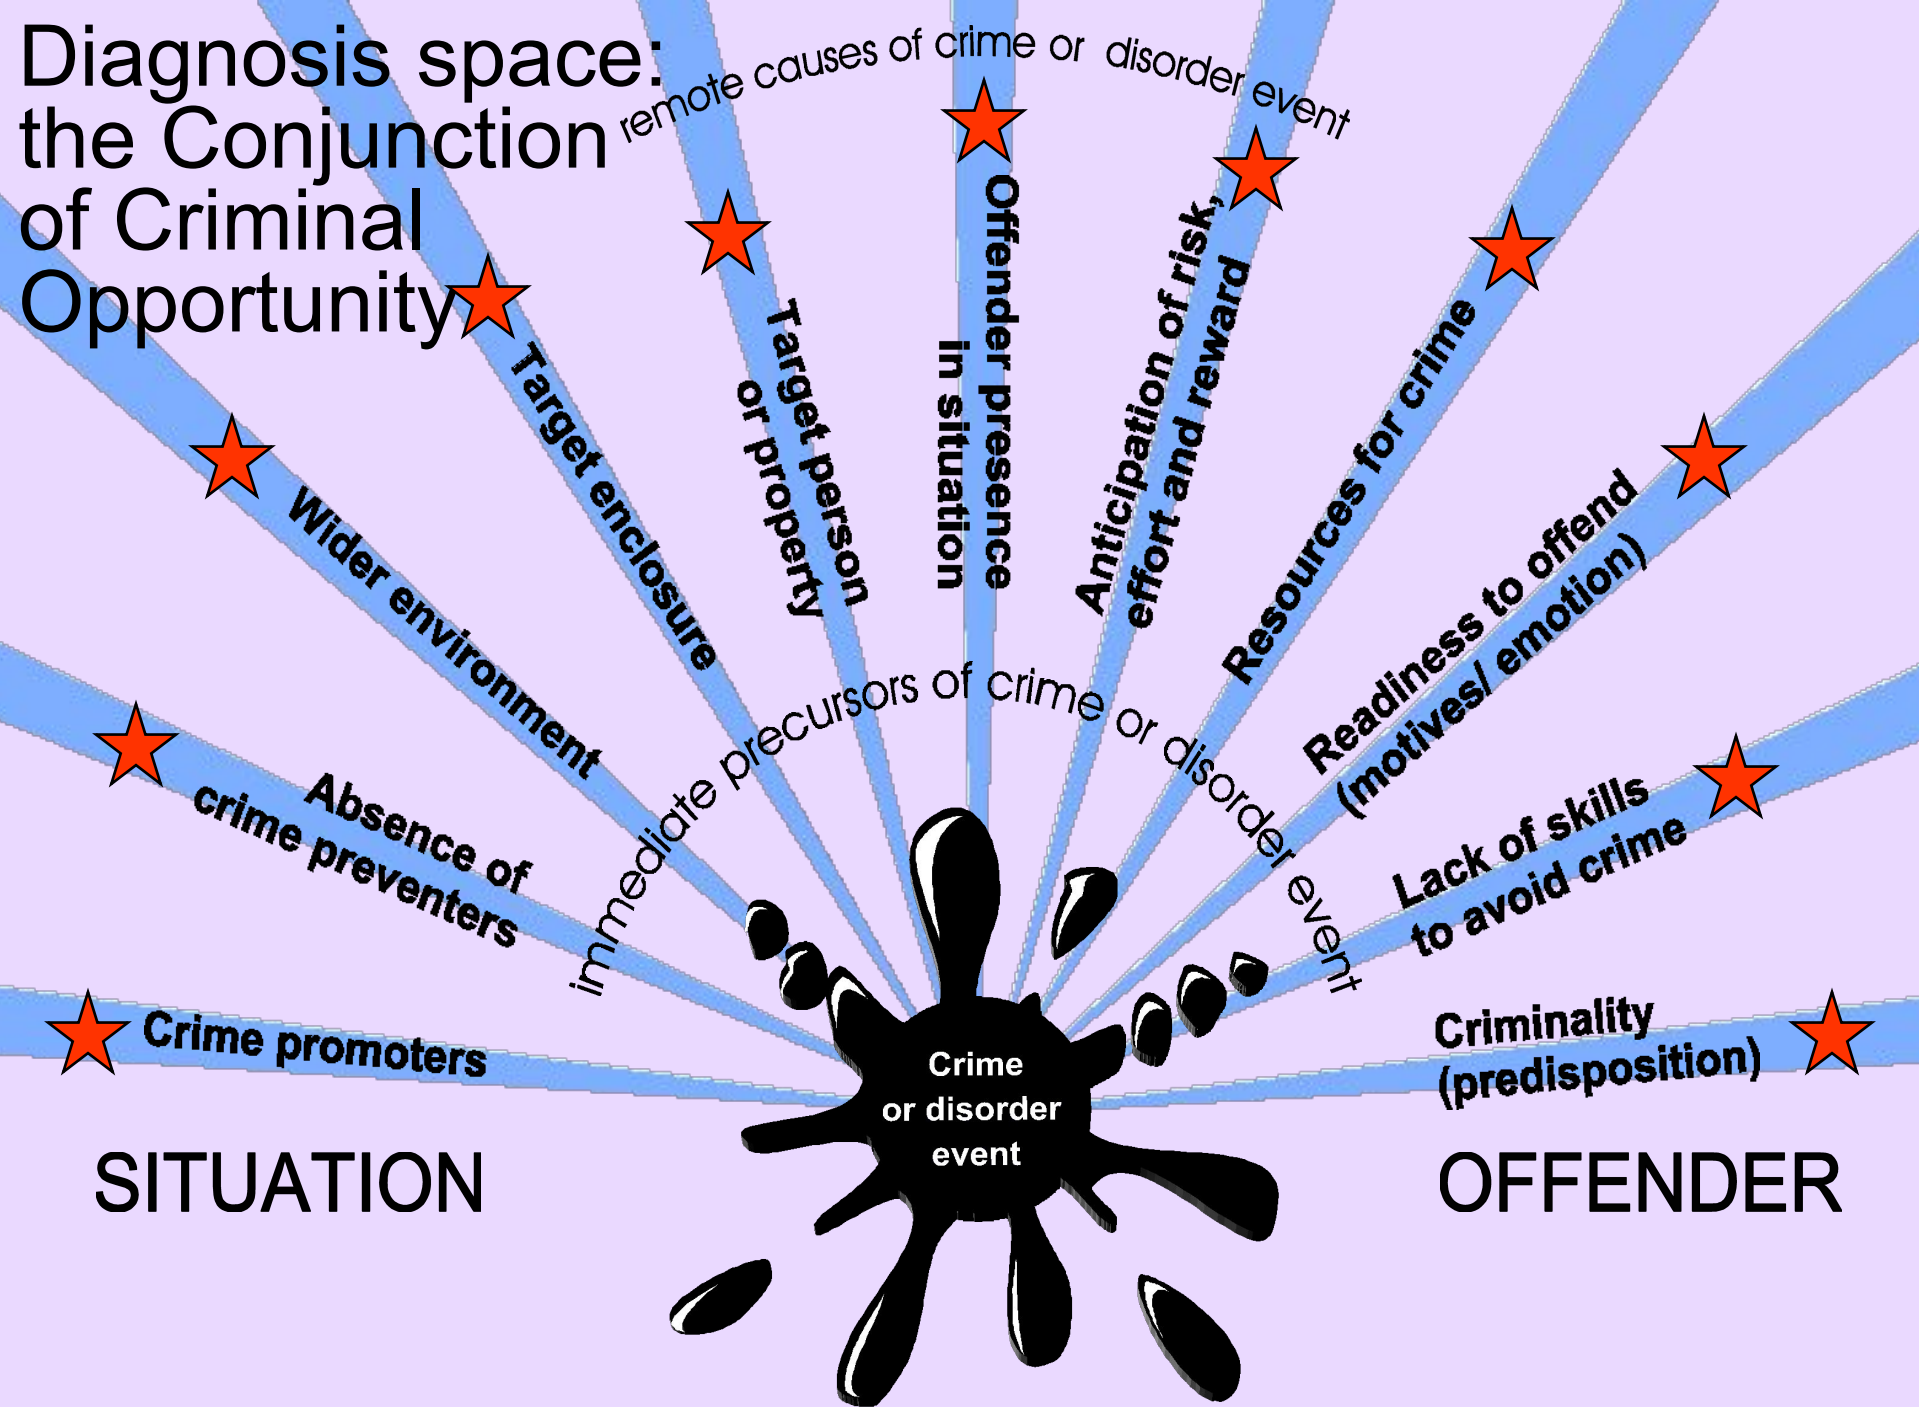 Diagnosis space:
the Conjunction
of Criminal
Opportunity
remote causes of crime or disorder event
Crime promoters
Absence of
crime preventers
Wider environment
Target enclosure
Target person
or property
Offender presence
in situation
Anticipation of risk,
effort and reward
Resources for crime
Readiness to offend
(motives/ emotion)
Lack of skills
to avoid crime
Criminality
(predisposition)
immediate precursors of crime or disorder event
Crime
or disorder
event
SITUATION
OFFENDER